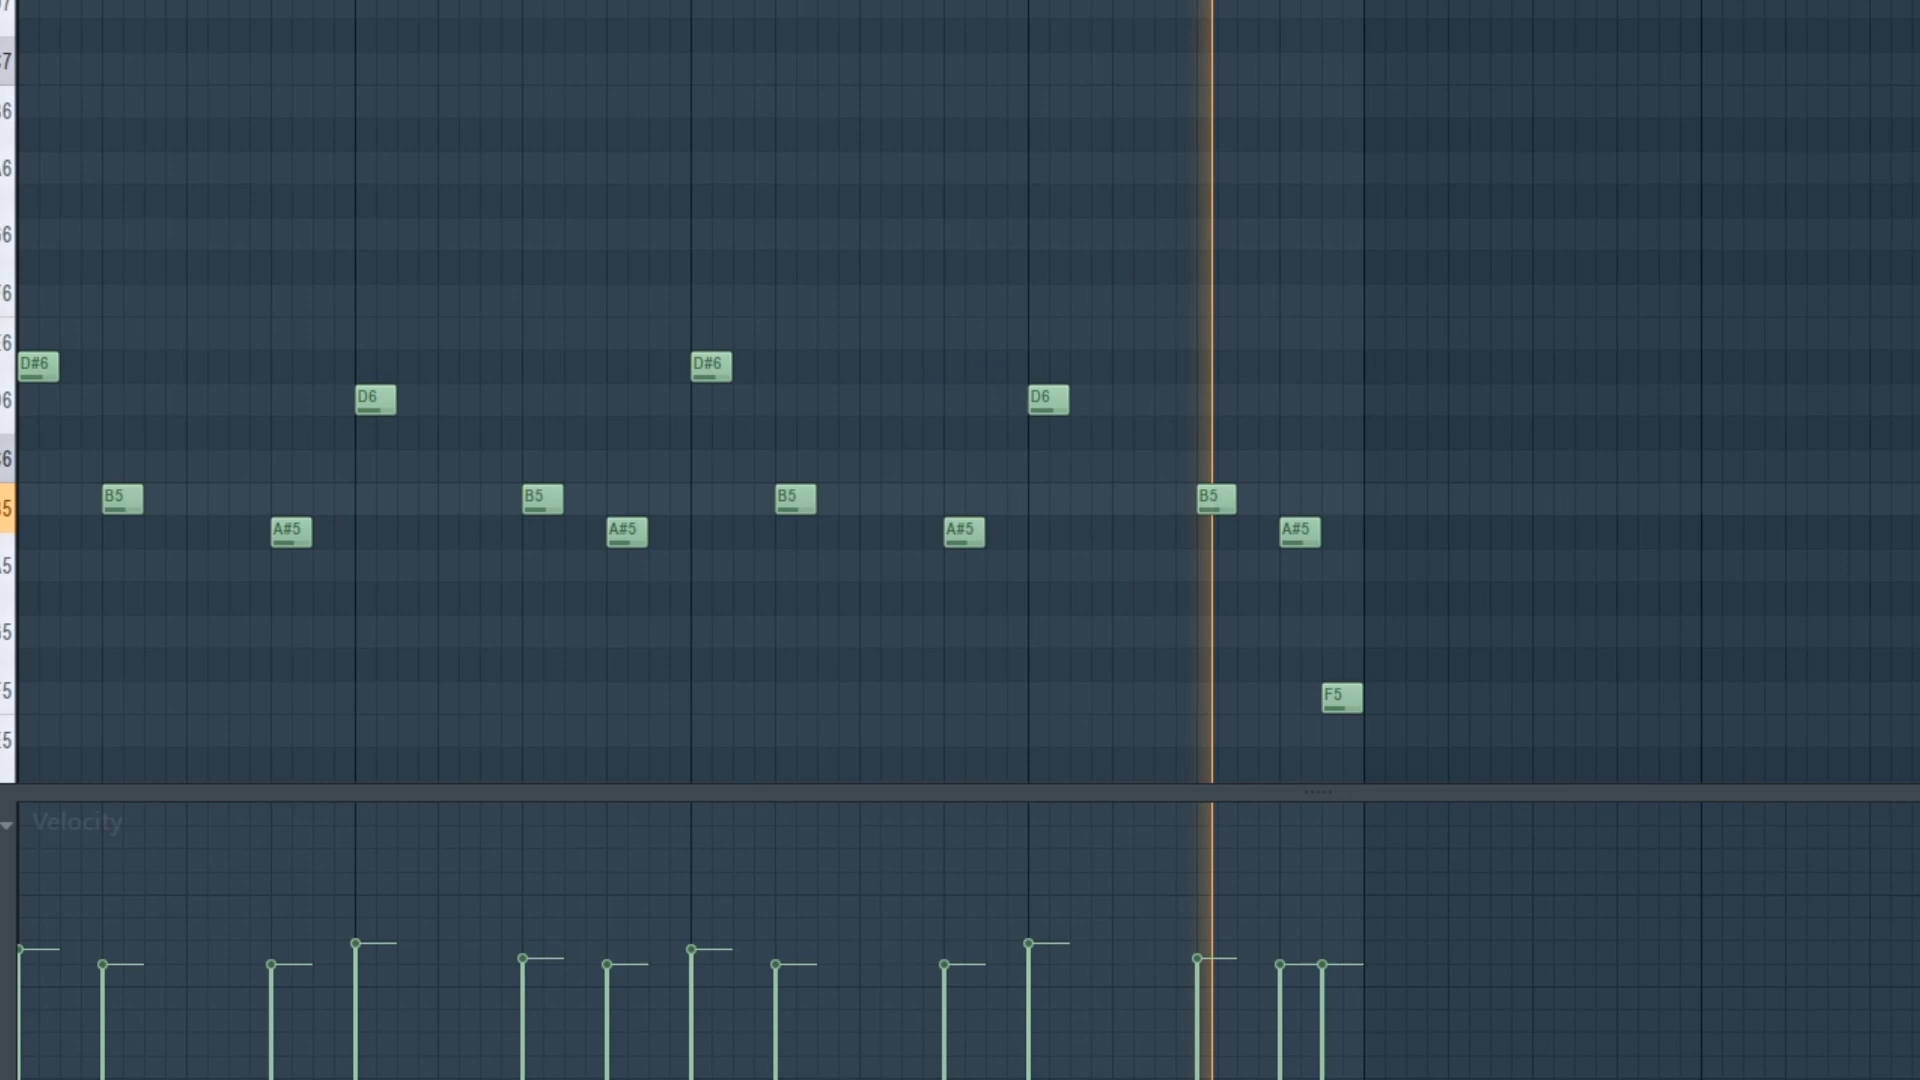 D#6 D#6
D6 D6
B5 B5 B5 B5
A#5 A#5 A#5 A#5
F5
Velocity